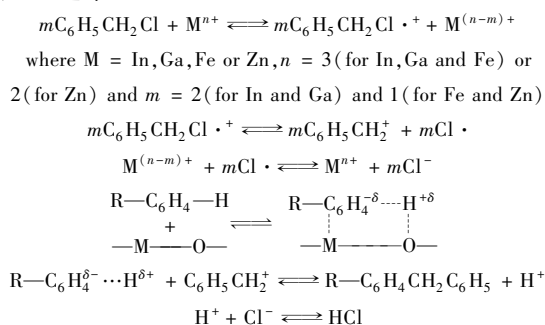 mC₆H₅CH₂Cl + Mⁿ⁺ ⇌ mC₆H₅CH₂Cl·⁺ + M⁽ⁿ⁻ᵐ⁾⁺
where M = In,Ga,Fe or Zn,n = 3(for In,Ga and Fe) or
2(for Zn) and m = 2(for In and Ga) and 1(for Fe and Zn)
mC₆H₅CH₂Cl·⁺ ⇌ mC₆H₅CH₂⁺ + mCl·
M⁽ⁿ⁻ᵐ⁾⁺ + mCl· ⇌ Mⁿ⁺ + mCl⁻
R—C₆H₄—H R—C₆H₄^{-δ}----H^{+δ}
+ ⇌
—M——O— —M————O—
R—C₆H₄^{δ-}⋯H^{δ+} + C₆H₅CH₂⁺ ⇌ R—C₆H₄CH₂C₆H₅ + H⁺
H⁺ + Cl⁻ ⇌ HCl